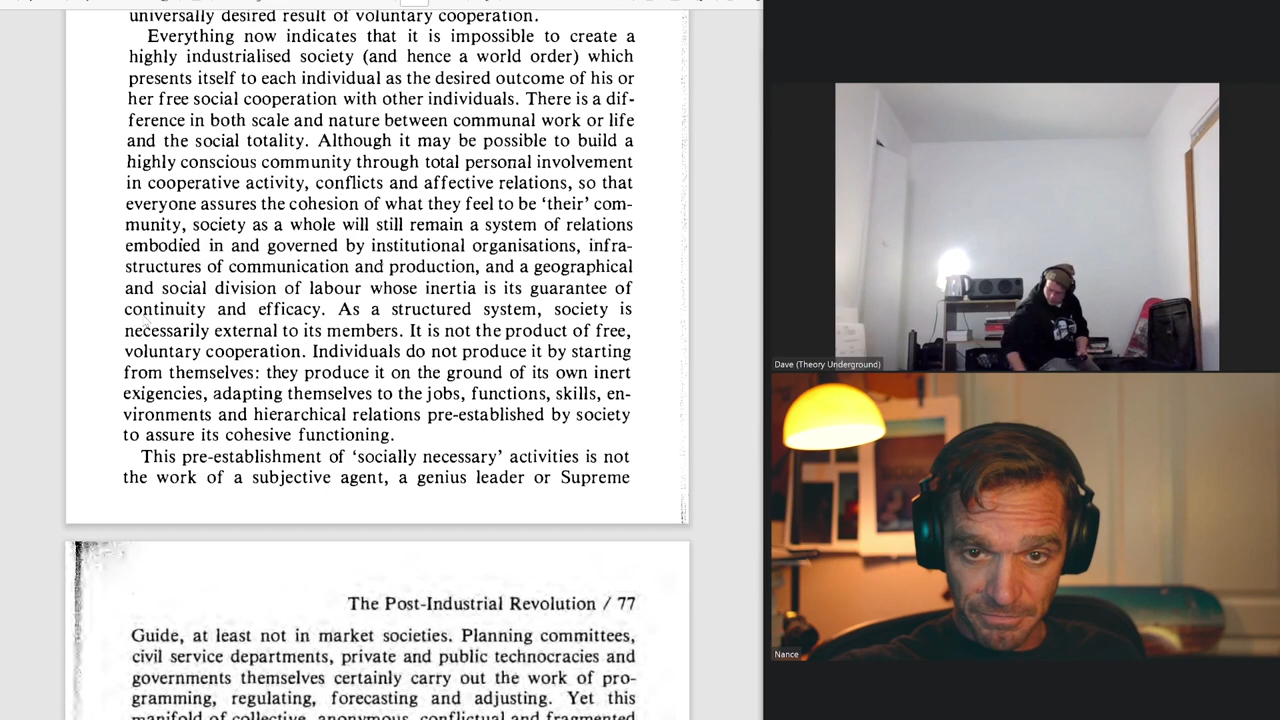 universally desired result of voluntary cooperation.
Everything now indicates that it is impossible to create a
highly industrialised society (and hence a world order) which
presents itself to each individual as the desired outcome of his or
her free social cooperation with other individuals. There is a dif-
ference in both scale and nature between communal work or life
and the social totality. Although it may be possible to build a
highly conscious community through total personal involvement
in cooperative activity, conflicts and affective relations, so that
everyone assures the cohesion of what they feel to be ‘their’ com-
munity, society as a whole will still remain a system of relations
embodied in and governed by institutional organisations, infra-
structures of communication and production, and a geographical
and social division of labour whose inertia is its guarantee of
continuity and efficacy. As a structured system, society is
necessarily external to its members. It is not the product of free,
voluntary cooperation. Individuals do not produce it by starting
from themselves: they produce it on the ground of its own inert
exigencies, adapting themselves to the jobs, functions, skills, en-
vironments and hierarchical relations pre-established by society
to assure its cohesive functioning.
This pre-establishment of ‘socially necessary’ activities is not
the work of a subjective agent, a genius leader or Supreme
The Post-Industrial Revolution / 77
Guide, at least not in market societies. Planning committees,
civil service departments, private and public technocracies and
governments themselves certainly carry out the work of pro-
gramming, regulating, forecasting and adjusting. Yet this
manifold of collective, anonymous, conflictual and fragmented
Dave (Theory Underground)
Nance